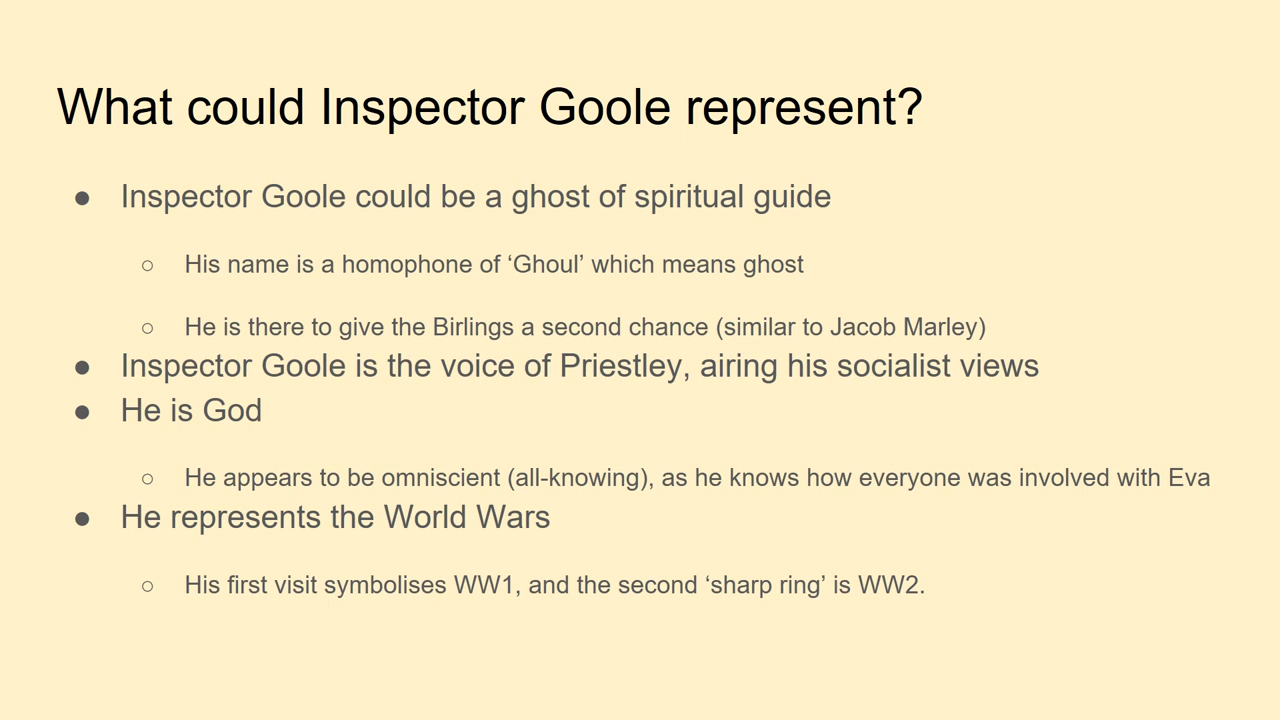 What could Inspector Goole represent?
● Inspector Goole could be a ghost of spiritual guide
○ His name is a homophone of ‘Ghoul’ which means ghost
○ He is there to give the Birlings a second chance (similar to Jacob Marley)
● Inspector Goole is the voice of Priestley, airing his socialist views
● He is God
○ He appears to be omniscient (all-knowing), as he knows how everyone was involved with Eva
● He represents the World Wars
○ His first visit symbolises WW1, and the second ‘sharp ring’ is WW2.